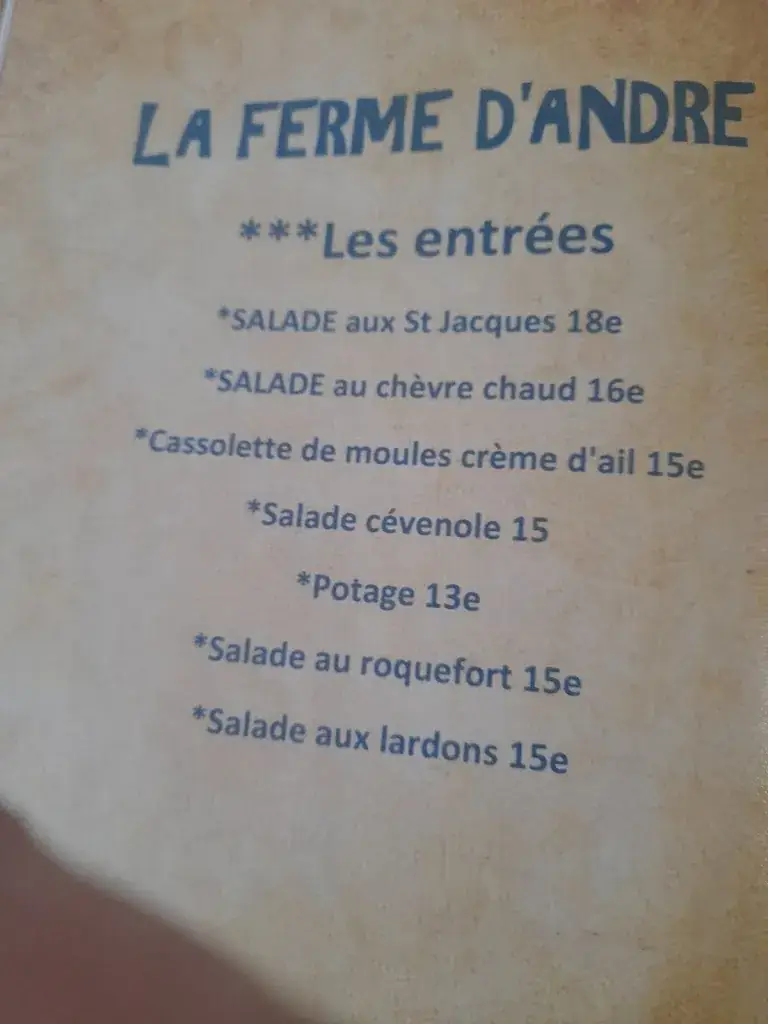 LA FERME D'ANDRE
***Les entrées
*SALADE aux St Jacques 18e
*SALADE au chèvre chaud 16e
*Cassolette de moules crème d'ail 15e
*Salade cévenole 15
*Potage 13e
*Salade au roquefort 15e
*Salade aux lardons 15e